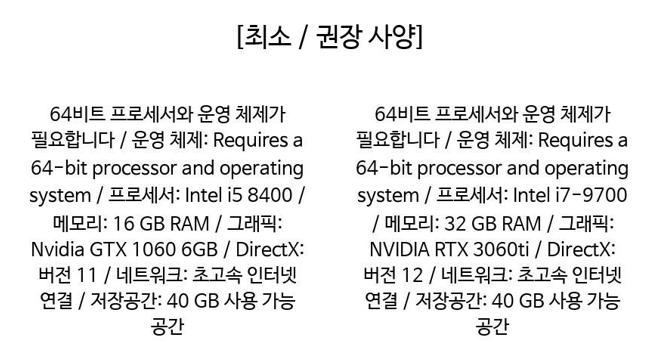 [최소 / 권장 사양]
64비트 프로세서와 운영 체제가
필요합니다 / 운영 체제: Requires a
64-bit processor and operating
system / 프로세서: Intel i5 8400 /
메모리: 16 GB RAM / 그래픽:
Nvidia GTX 1060 6GB / DirectX:
버전 11 / 네트워크: 초고속 인터넷
연결 / 저장공간: 40 GB 사용 가능
공간
64비트 프로세서와 운영 체제가
필요합니다 / 운영 체제: Requires a
64-bit processor and operating
system / 프로세서: Intel i7-9700
/ 메모리: 32 GB RAM / 그래픽:
NVIDIA RTX 3060ti / DirectX:
버전 12 / 네트워크: 초고속 인터넷
연결 / 저장공간: 40 GB 사용 가능
공간